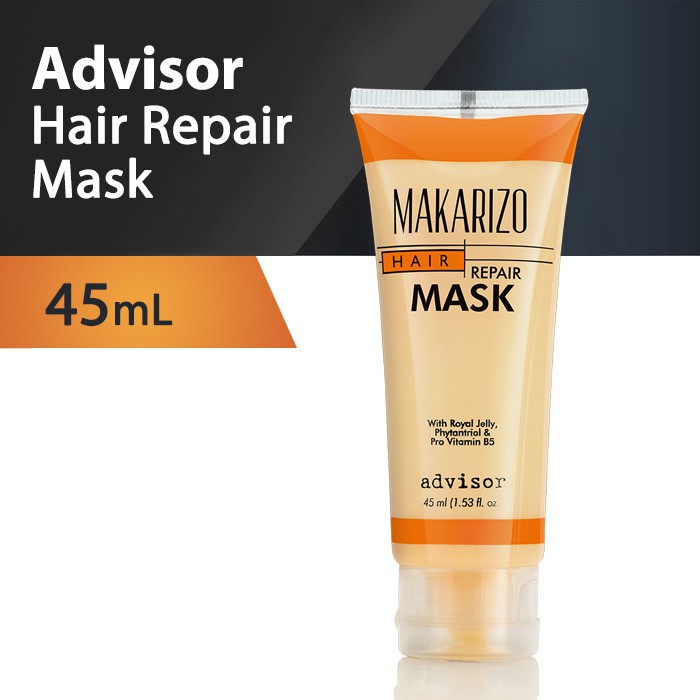 Advisor
Hair Repair
Mask
45mL
MAKARIZO
HAIR
REPAIR
MASK
With Royal Jelly,
Phytantriol &
Pro Vitamin B5
advisor
45 ml (1.53 fl. oz.